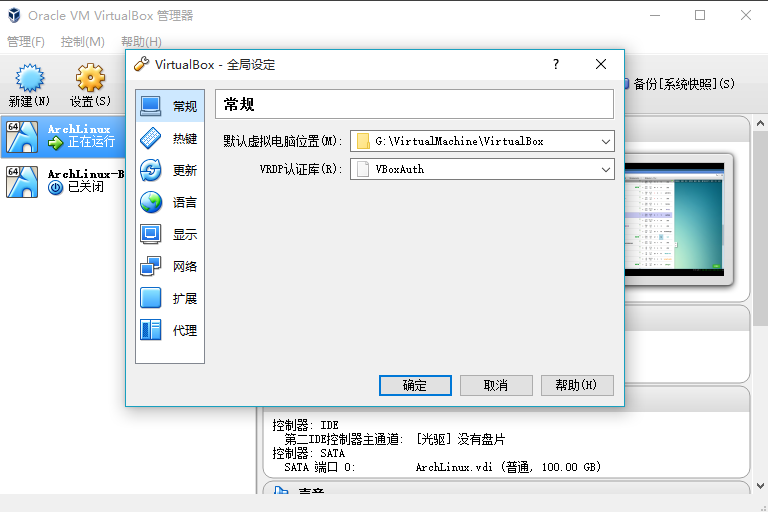 Oracle VM VirtualBox 管理器
管理(F) 控制(M) 帮助(H)
新建(N) 设置(S) 备份[系统快照](S)
64 ArchLinux
正在运行
64 ArchLinux-B
已关闭
VirtualBox - 全局设定
常规
热键
更新
语言
显示
网络
扩展
代理
常规
默认虚拟电脑位置(M): G:\VirtualMachine\VirtualBox
VRDP认证库(R): VBoxAuth
确定 取消 帮助(H)
控制器: IDE
第二IDE控制器主通道: [光驱] 没有盘片
控制器: SATA
SATA 端口 0: ArchLinux.vdi (普通, 100.00 GB)
声音